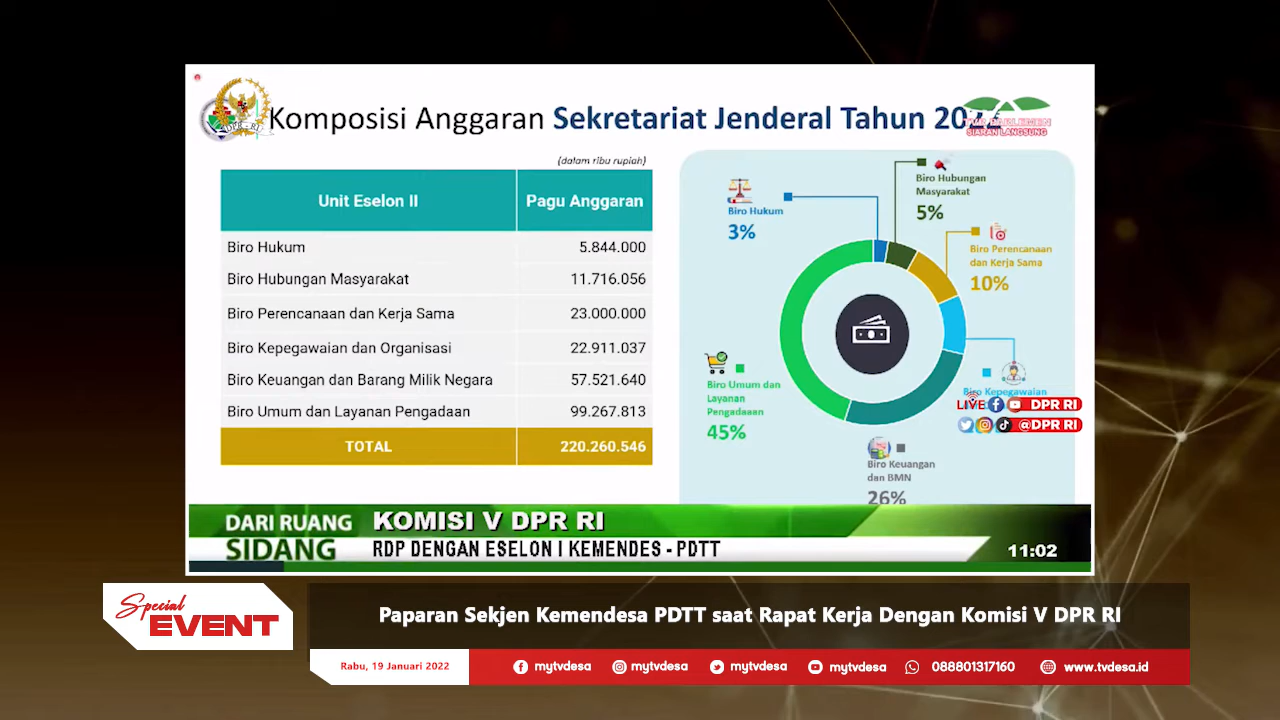 DPR - RI
Komposisi Anggaran Sekretariat Jenderal Tahun 2022
SIARAN LANGSUNG
(dalam ribu rupiah)
Unit Eselon II Pagu Anggaran
Biro Hukum 5.844.000
Biro Hubungan Masyarakat 11.716.056
Biro Perencanaan dan Kerja Sama 23.000.000
Biro Kepegawaian dan Organisasi 22.911.037
Biro Keuangan dan Barang Milik Negara 57.521.640
Biro Umum dan Layanan Pengadaan 99.267.813
TOTAL 220.260.546
Biro Hukum
3%
Biro Hubungan
Masyarakat
5%
Biro Perencanaan
dan Kerja Sama
10%
Biro Kepegawaian
Biro Keuangan
dan BMN
26%
Biro Umum dan
Layanan
Pengadaaan
45%
LIVE DPR RI
@DPR RI
DARI RUANG
SIDANG
KOMISI V DPR RI
RDP DENGAN ESELON I KEMENDES - PDTT
11:02
Special
EVENT
Paparan Sekjen Kemendesa PDTT saat Rapat Kerja Dengan Komisi V DPR RI
Rabu, 19 Januari 2022
mytvdesa mytvdesa mytvdesa mytvdesa 088801317160 www.tvdesa.id